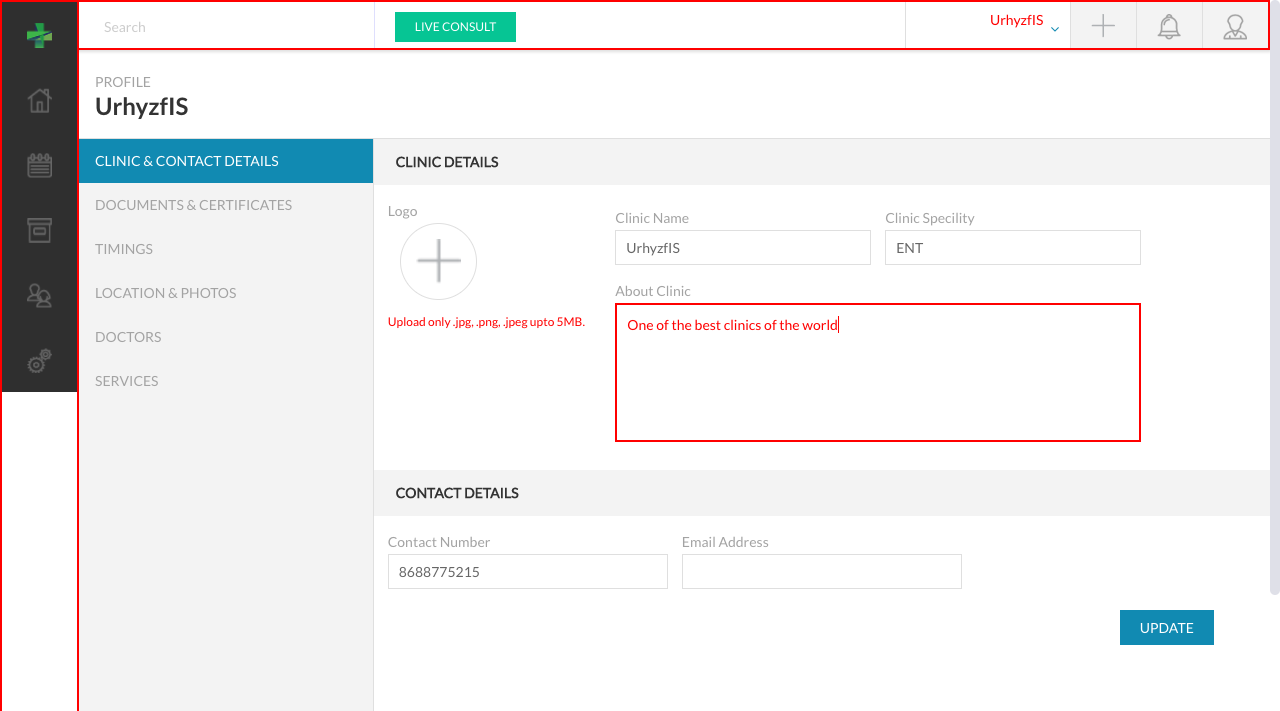 Search
LIVE CONSULT
UrhyzfIS
PROFILE
UrhyzfIS
CLINIC & CONTACT DETAILS
DOCUMENTS & CERTIFICATES
TIMINGS
LOCATION & PHOTOS
DOCTORS
SERVICES
CLINIC DETAILS
Logo
Upload only .jpg, .png, .jpeg upto 5MB.
Clinic Name
Clinic Specility
UrhyzfIS
ENT
About Clinic
One of the best clinics of the world
CONTACT DETAILS
Contact Number
Email Address
8688775215
UPDATE